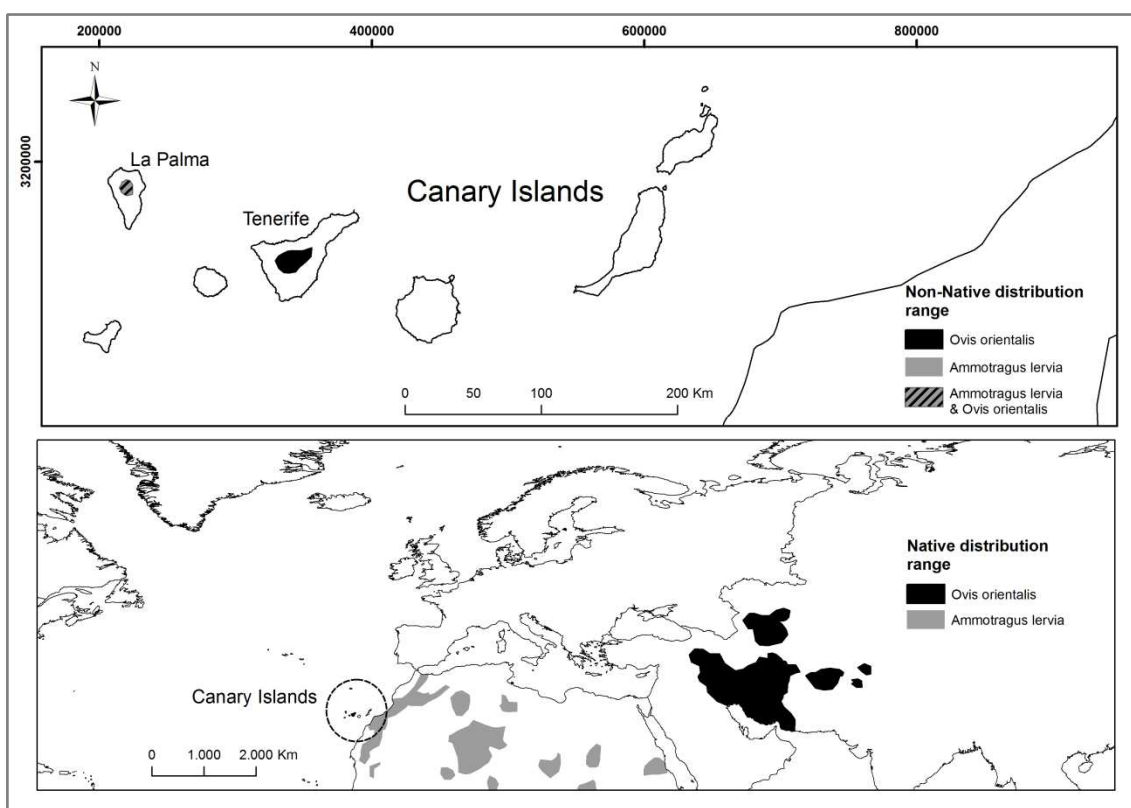 200000 400000 600000 800000
N
3200000
La Palma
Canary Islands
Tenerife
Non-Native distribution
range
Ovis orientalis
Ammotragus lervia
Ammotragus lervia
& Ovis orientalis
0 50 100 200 Km
Native distribution
range
Ovis orientalis
Ammotragus lervia
Canary Islands
0 1.000 2.000 Km